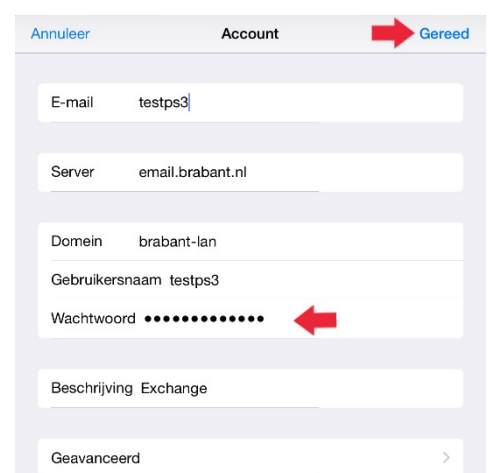 Annuleer Account Gereed
E-mail testps3
Server email.brabant.nl
Domein brabant-lan
Gebruikersnaam testps3
Wachtwoord •••••••••••••
Beschrijving Exchange
Geavanceerd